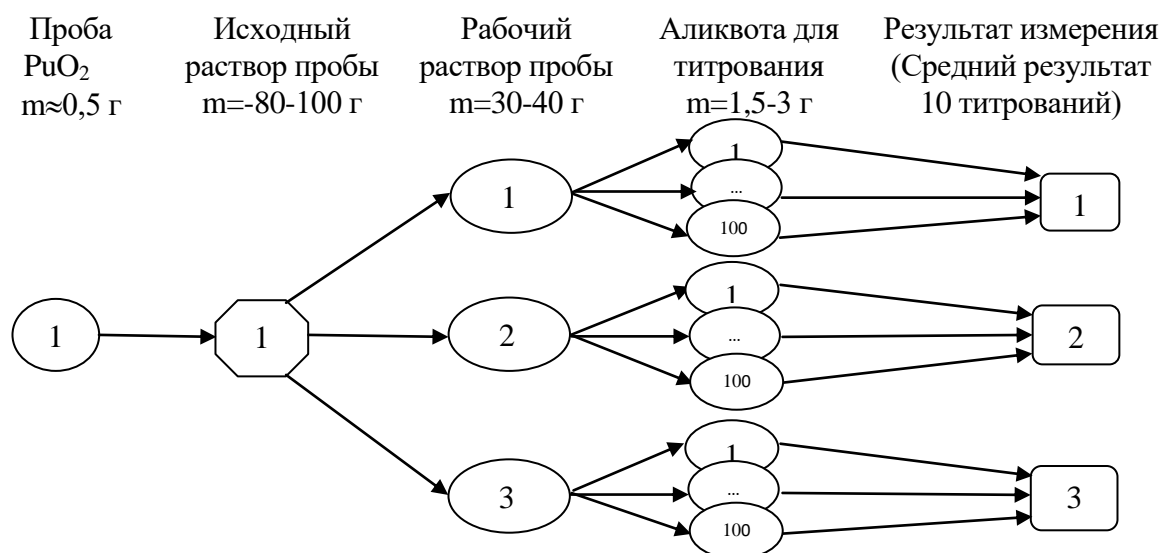 Проба
PuO₂
m≈0,5 г
Исходный
раствор пробы
m=-80-100 г
Рабочий
раствор пробы
m=30-40 г
Аликвота для
титрования
m=1,5-3 г
Результат измерения
(Средний результат
10 титрований)
1
1
1
1
...
100
1
2
1
...
100
2
3
1
...
100
3